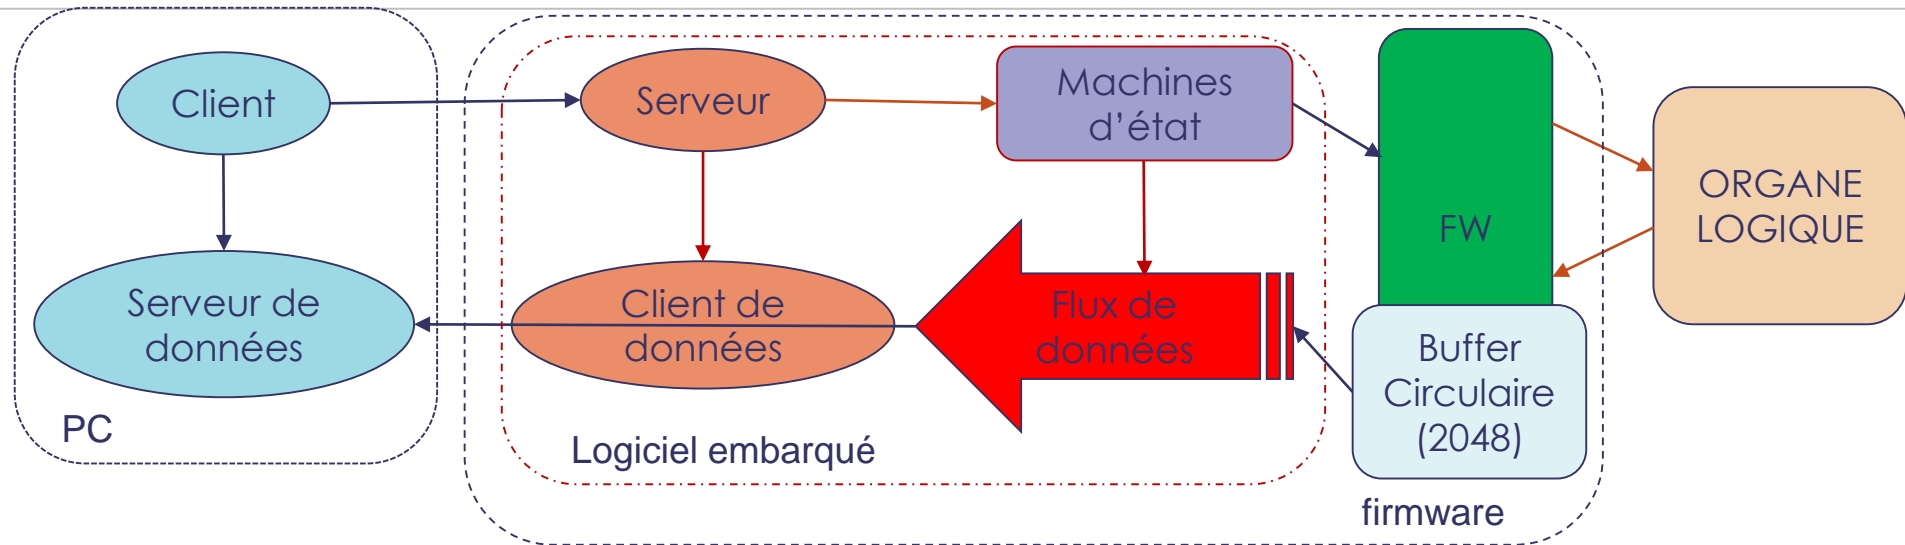 Client
Serveur
Machines
d’état
FW
ORGANE
LOGIQUE
Serveur de
données
Client de
données
Flux de
données
Buffer
Circulaire
(2048)
PC
Logiciel embarqué
firmware